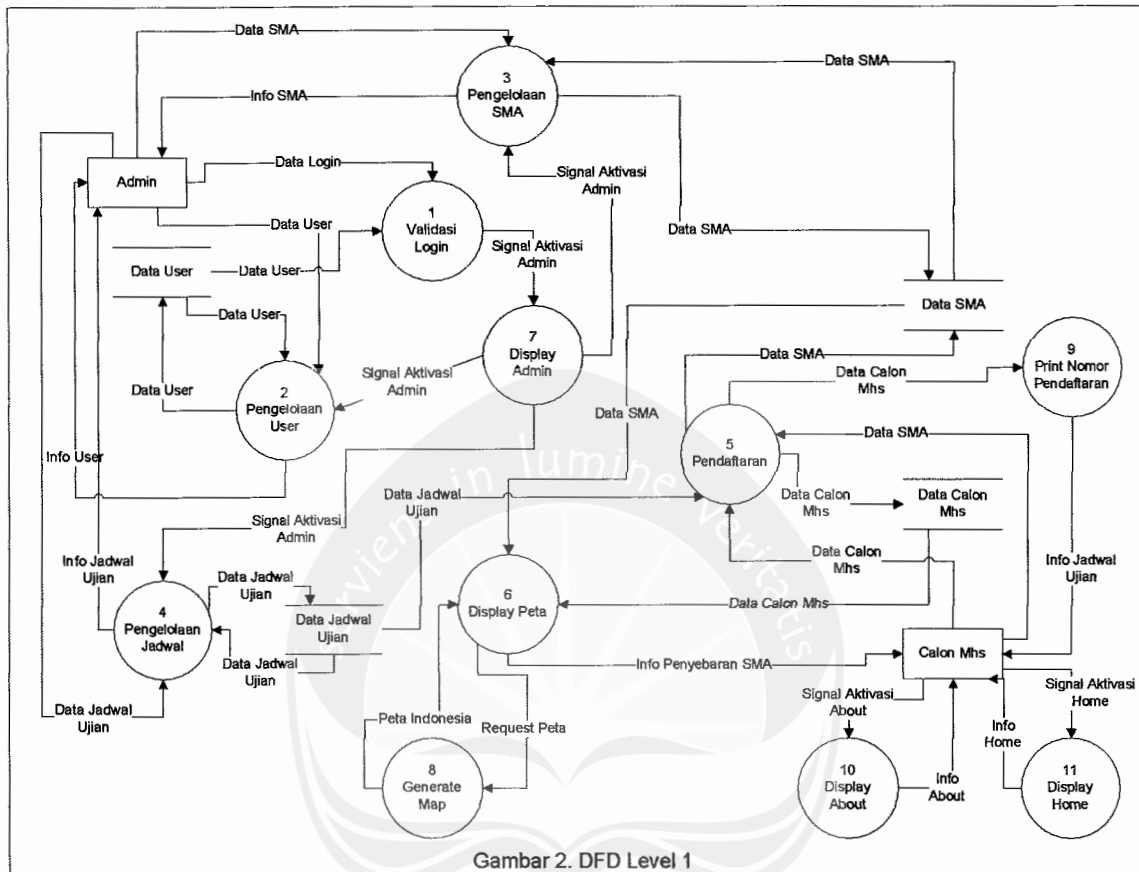 Data SMA
3
Pengelolaan
SMA
Data SMA
Info SMA
Admin
Data Login
Signal Aktivasi
Admin
1
Validasi
Login
Data User
Data SMA
Signal Aktivasi
Admin
Data User
Data User
Data SMA
Data User
7
Display
Admin
Data SMA
9
Print Nomor
Pendaftaran
Signal Aktivasi
Admin
Data Calon
Mhs
Data User
2
Pengelolaan
User
Data SMA
5
Pendaftaran
Data SMA
Info User
Data Jadwal
Ujian
Data Calon
Mhs
Data Calon
Mhs
Signal Aktivasi
Admin
Info Jadwal
Ujian
Data Calon
Mhs
Info Jadwal
Ujian
Data Jadwal
Ujian
4
Pengelolaan
Jadwal
Data Jadwal
Ujian
6
Display Peta
Data Calon Mhs
Data Jadwal
Ujian
Info Penyebaran SMA
Calon Mhs
Signal Aktivasi
About
Signal Aktivasi
Home
Data Jadwal
Ujian
Peta Indonesia
Request Peta
Info
Home
8
Generate
Map
10
Display
About
Info
About
11
Display
Home
serviens in lumine veritatis
Gambar 2. DFD Level 1